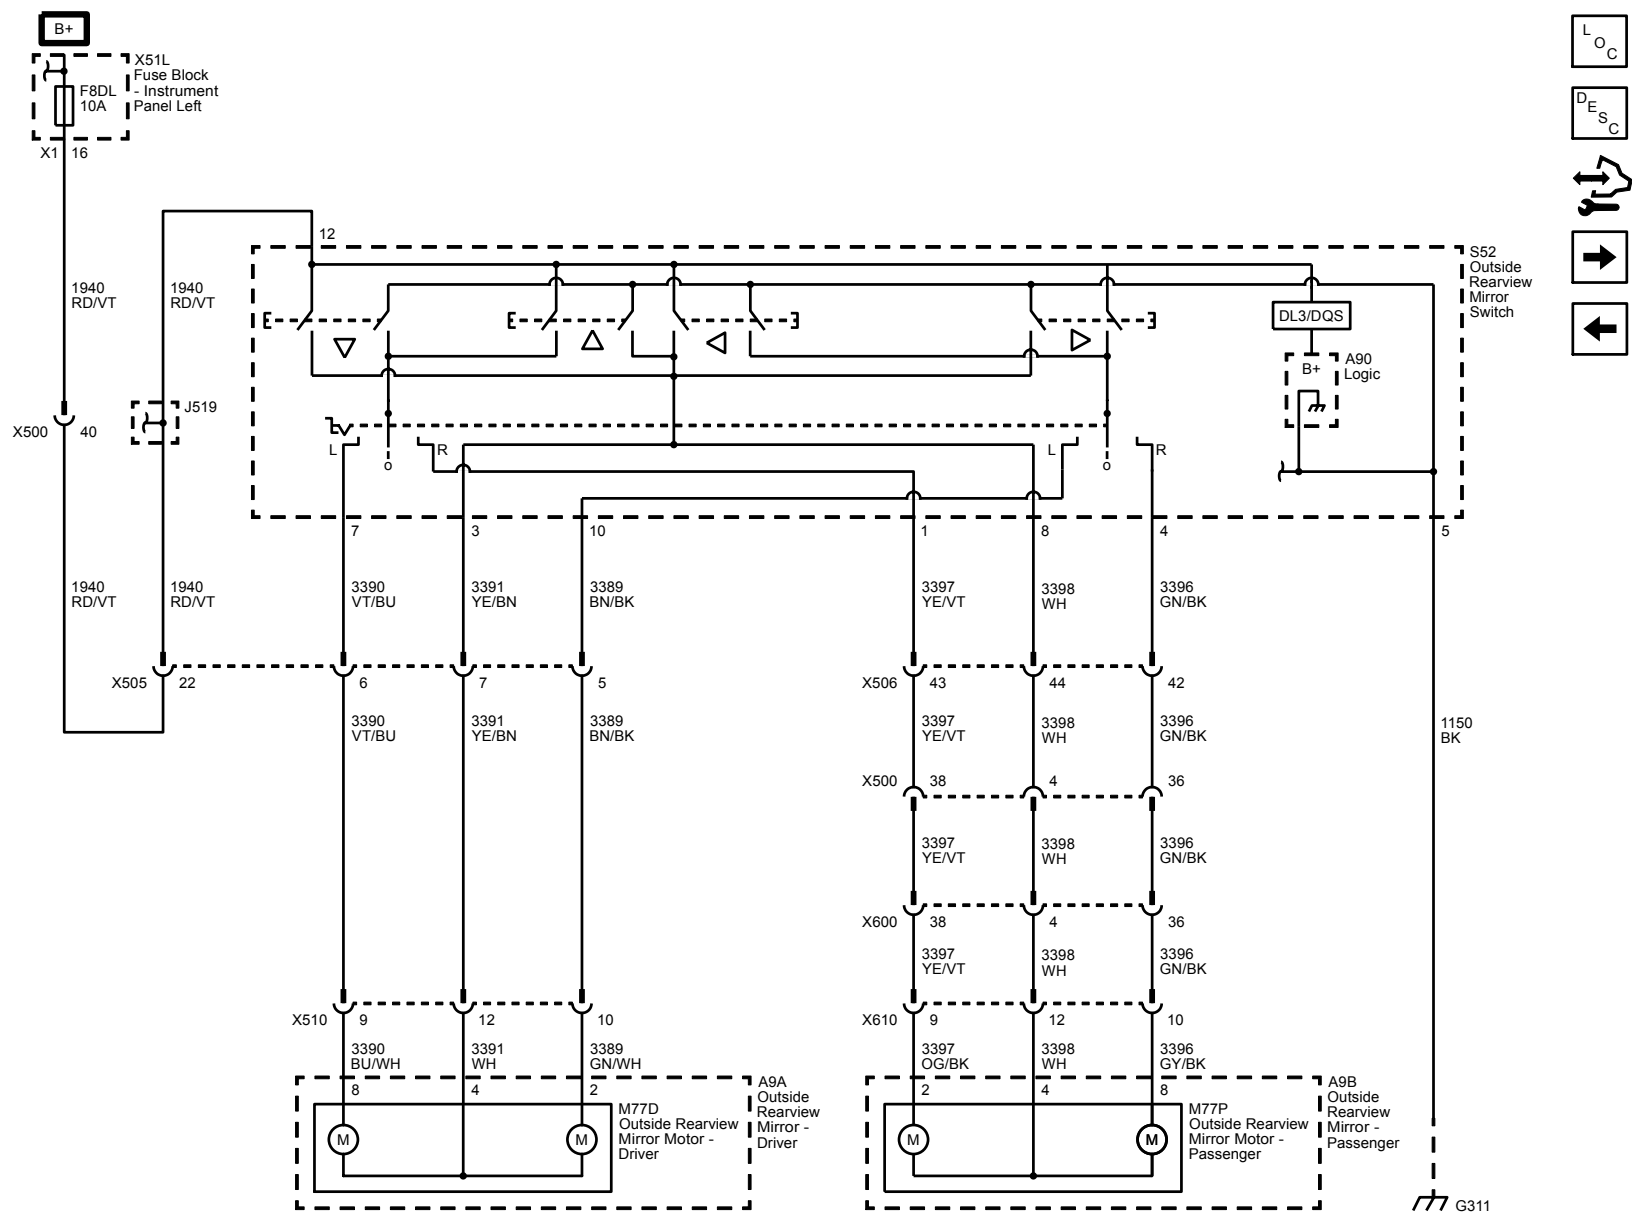 B+
X51L
Fuse Block
- Instrument
Panel Left
F8DL
10A
X1 16
L
O
C
D
E
S
C
12
1940
RD/VT
1940
RD/VT
S52
Outside
Rearview
Mirror
Switch
DL3/DQS
B+
A90
Logic
J519
X500 40
L
O
R
L
O
R
7
3
10
1
8
4
5
1940
RD/VT
1940
RD/VT
3390
VT/BU
3391
YE/BN
3389
BN/BK
3397
YE/VT
3398
WH
3396
GN/BK
X505 22
6
7
5
X506 43
44
42
3390
VT/BU
3391
YE/BN
3389
BN/BK
3397
YE/VT
3398
WH
3396
GN/BK
1150
BK
X500 38
4
36
3397
YE/VT
3398
WH
3396
GN/BK
X600 38
4
36
3397
YE/VT
3398
WH
3396
GN/BK
X510 9
12
10
X610 9
12
10
3390
BU/WH
3391
WH
3389
GN/WH
3397
OG/BK
3398
WH
3396
GY/BK
8
4
2
A9A
Outside
Rearview
Mirror -
Driver
M77D
Outside Rearview
Mirror Motor -
Driver
M
M
2
4
8
A9B
Outside
Rearview
Mirror -
Passenger
M77P
Outside Rearview
Mirror Motor -
Passenger
M
M
G311